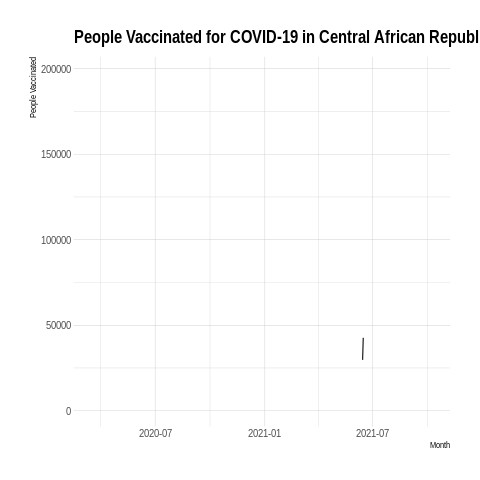 People Vaccinated for COVID-19 in Central African Republ
People Vaccinated
200000
150000
100000
50000
0
2020-07
2021-01
2021-07
Month